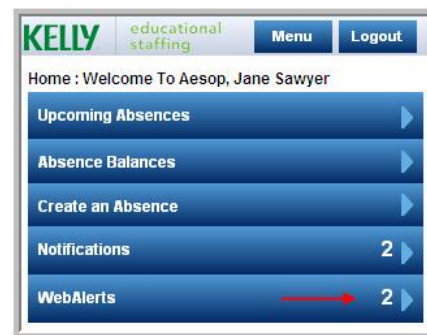 KELLY educational staffing Menu Logout
Home : Welcome To Aesop, Jane Sawyer
Upcoming Absences
Absence Balances
Create an Absence
Notifications 2
WebAlerts 2